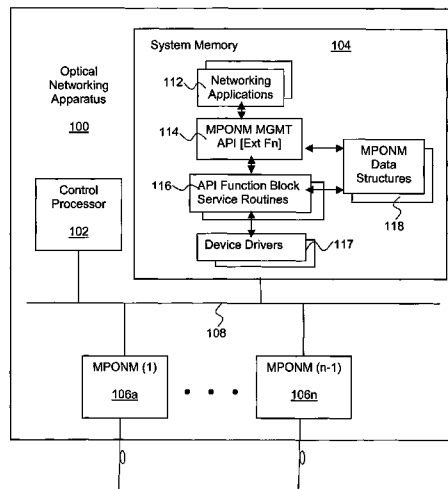 System Memory 104
Optical
Networking
Apparatus
100
112
Networking
Applications
114
MPONM MGMT
API [Ext Fn]
MPONM
Data
Structures
116
API Function Block
Service Routines
118
Control
Processor
102
Device Drivers
117
108
MPONM (1)
106a
MPONM (n-1)
106n